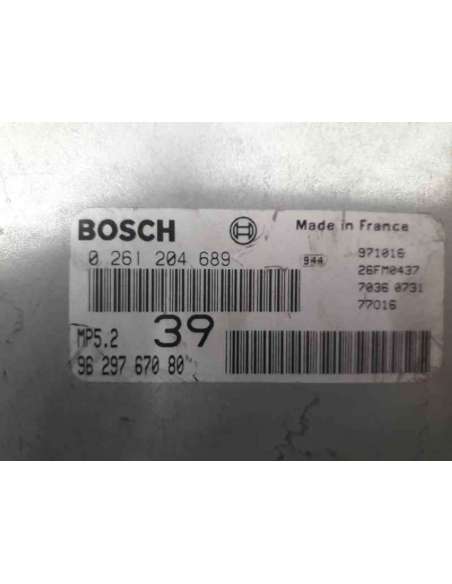 BOSCH
Made in France
0 261 204 689
944
971016
26FM0437
7036 0731
77016
MP5.2
39
96 297 670 80